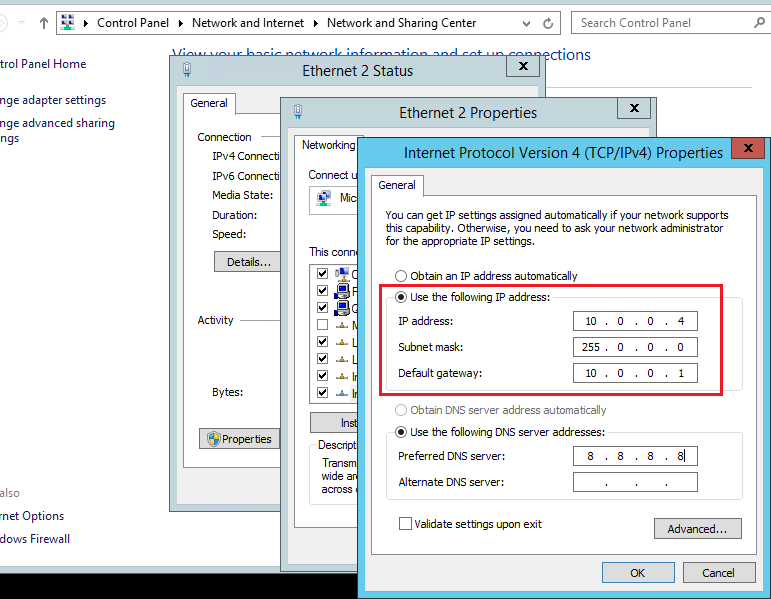 Control Panel Network and Internet Network and Sharing Center
Search Control Panel
View your basic network information and set up connections
trol Panel Home
nge adapter settings
nge advanced sharing
ngs
also
rnet Options
dows Firewall
Ethernet 2 Status
x
General
Connection
IPv4 Connecti
IPv6 Connecti
Media State:
Duration:
Speed:
Details...
Activity
Bytes:
Properties
Ethernet 2 Properties
x
Networking
Connect u
Mic
This conne
Inst
Descript
Transmi
wide are
across d
Internet Protocol Version 4 (TCP/IPv4) Properties
x
General
You can get IP settings assigned automatically if your network supports
this capability. Otherwise, you need to ask your network administrator
for the appropriate IP settings.
Obtain an IP address automatically
Use the following IP address:
IP address: 10 . 0 . 0 . 4
Subnet mask: 255 . 0 . 0 . 0
Default gateway: 10 . 0 . 0 . 1
Obtain DNS server address automatically
Use the following DNS server addresses:
Preferred DNS server: 8 . 8 . 8 . 8
Alternate DNS server: . . .
Validate settings upon exit
Advanced...
OK
Cancel